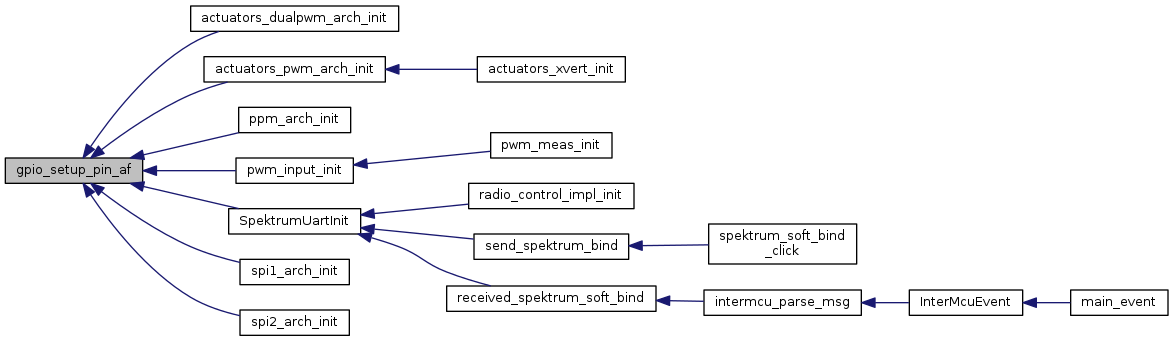 actuators_dualpwm_arch_init
actuators_pwm_arch_init
actuators_xvert_init
ppm_arch_init
pwm_meas_init
gpio_setup_pin_af
pwm_input_init
radio_control_impl_init
SpektrumUartInit
spektrum_soft_bind
_click
send_spektrum_bind
spi1_arch_init
received_spektrum_soft_bind
intermcu_parse_msg
InterMcuEvent
main_event
spi2_arch_init